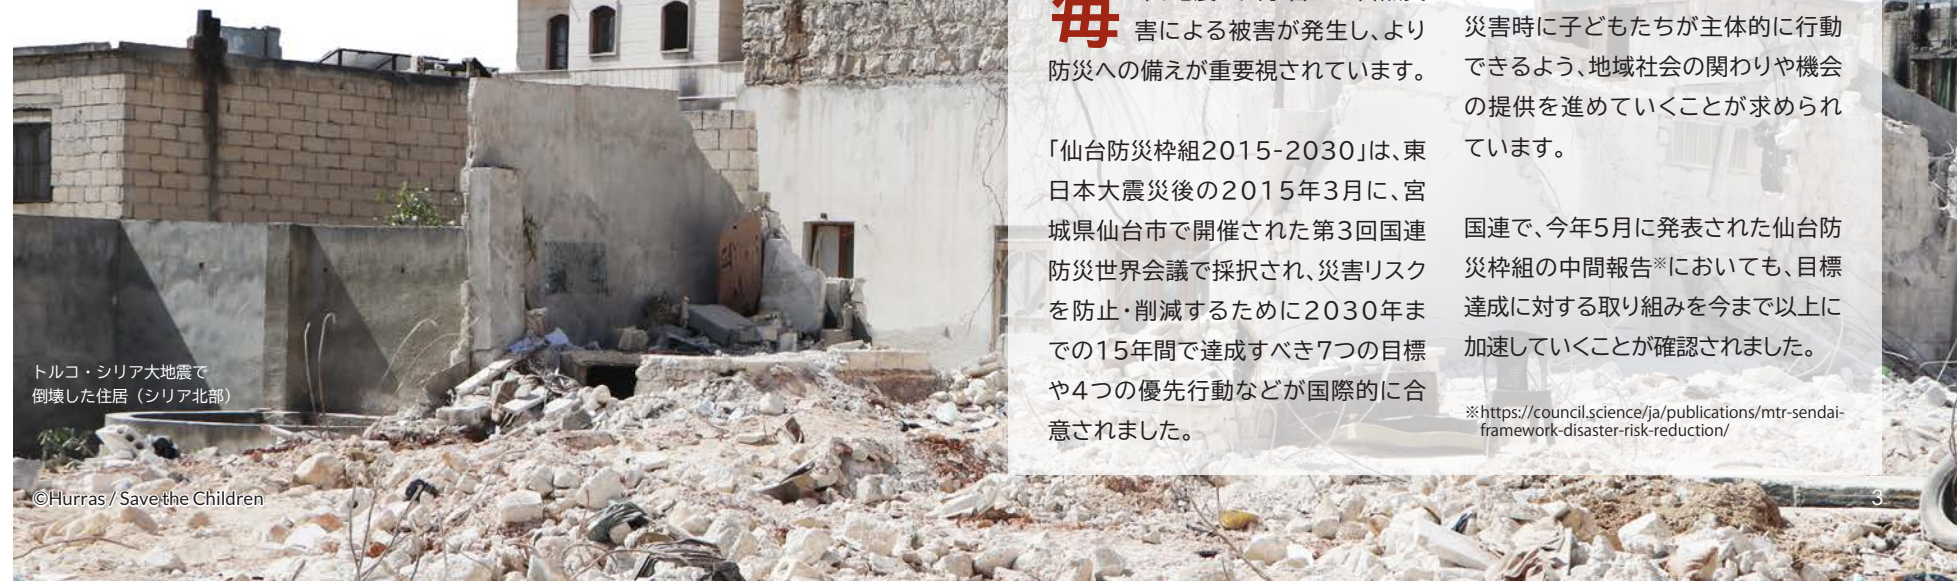 毎
害による被害が発生し、より
防災への備えが重要視されています。
「仙台防災枠組2015-2030」は、東
日本大震災後の2015年3月に、宮
城県仙台市で開催された第3回国連
防災世界会議で採択され、災害リスク
を防止・削減するために2030年ま
での15年間で達成すべき7つの目標
や4つの優先行動などが国際的に合
意されました。
災害時に子どもたちが主体的に行動
できるよう、地域社会の関わりや機会
の提供を進めていくことが求められ
ています。
国連で、今年5月に発表された仙台防
災枠組の中間報告※においても、目標
達成に対する取り組みを今まで以上に
加速していくことが確認されました。
※https://council.science/ja/publications/mtr-sendai-
framework-disaster-risk-reduction/
トルコ・シリア大地震で
倒壊した住居（シリア北部）
©Hurras / Save the Children
3